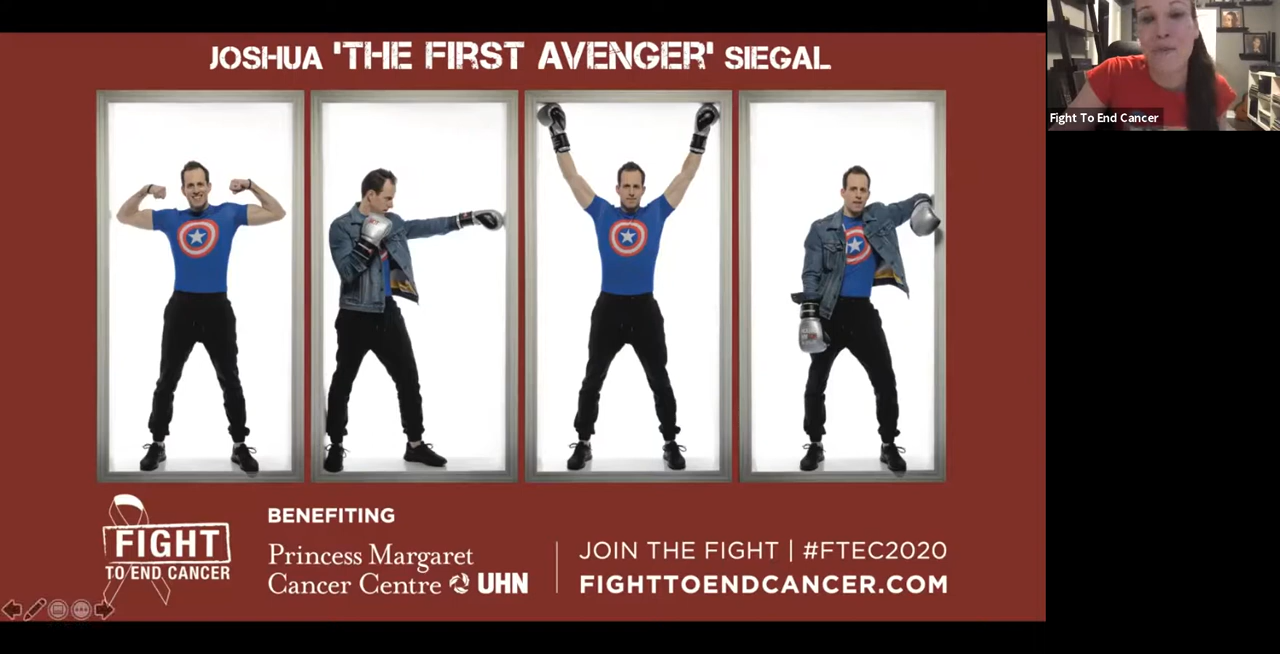 JOSHUA 'THE FIRST AVENGER' SIEGAL
Fight To End Cancer
FIGHT
TO END CANCER
BENEFITING
Princess Margaret
Cancer Centre UHN
JOIN THE FIGHT | #FTEC2020
FIGHTTOENDCANCER.COM